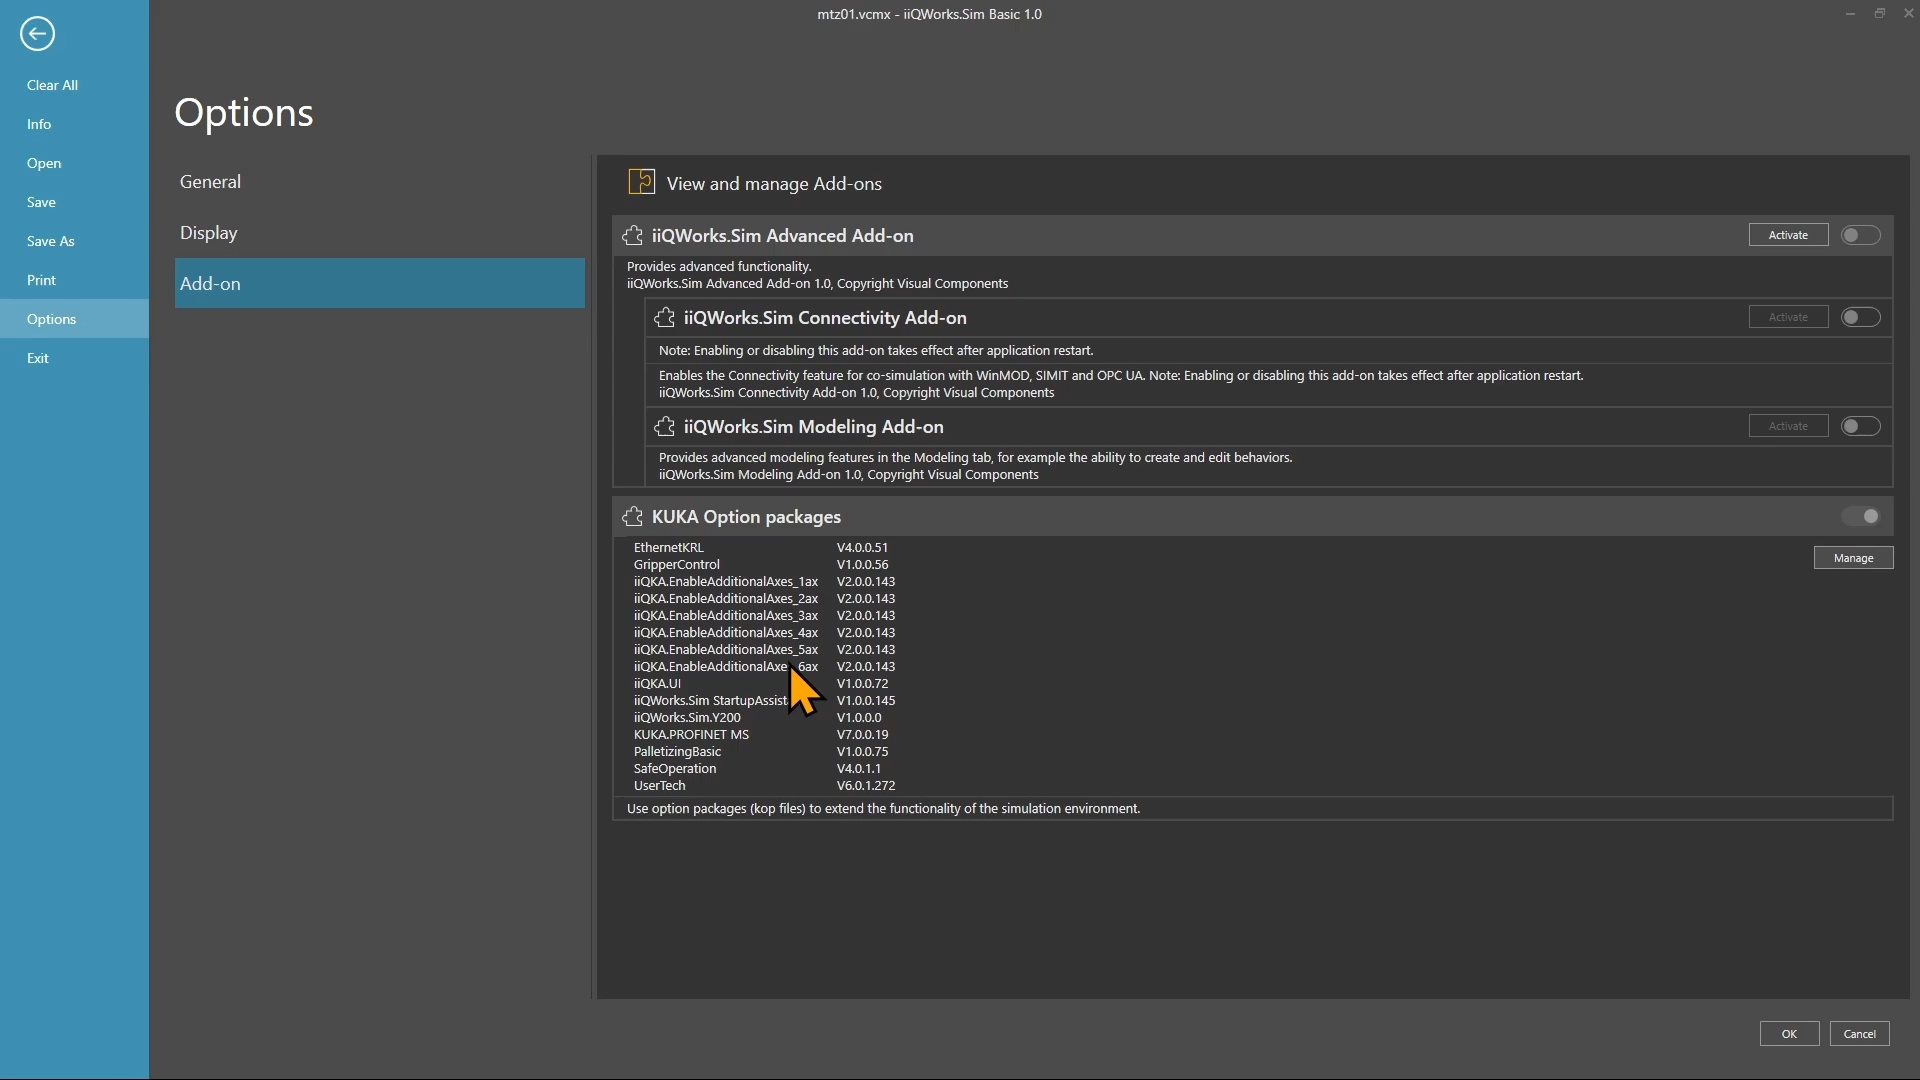 mtz01.vcmx - iiQWorks.Sim Basic 1.0
Clear All
Info
Open
Save
Save As
Print
Options
Exit
Options
General
Display
Add-on
View and manage Add-ons
iiQWorks.Sim Advanced Add-on
Activate
Provides advanced functionality.
iiQWorks.Sim Advanced Add-on 1.0, Copyright Visual Components
iiQWorks.Sim Connectivity Add-on
Activate
Note: Enabling or disabling this add-on takes effect after application restart.
Enables the Connectivity feature for co-simulation with WinMOD, SIMIT and OPC UA. Note: Enabling or disabling this add-on takes effect after application restart.
iiQWorks.Sim Connectivity Add-on 1.0, Copyright Visual Components
iiQWorks.Sim Modeling Add-on
Activate
Provides advanced modeling features in the Modeling tab, for example the ability to create and edit behaviors.
iiQWorks.Sim Modeling Add-on 1.0, Copyright Visual Components
KUKA Option packages
Manage
EthernetKRL V4.0.0.51
GripperControl V1.0.0.56
iiQKA.EnableAdditionalAxes_1ax V2.0.0.143
iiQKA.EnableAdditionalAxes_2ax V2.0.0.143
iiQKA.EnableAdditionalAxes_3ax V2.0.0.143
iiQKA.EnableAdditionalAxes_4ax V2.0.0.143
iiQKA.EnableAdditionalAxes_5ax V2.0.0.143
iiQKA.EnableAdditionalAxes_6ax V2.0.0.143
iiQKA.UI V1.0.0.72
iiQWorks.Sim StartupAssist V1.0.0.145
iiQWorks.Sim.Y200 V1.0.0.0
KUKA.PROFINET MS V7.0.0.19
PalletizingBasic V1.0.0.75
SafeOperation V4.0.1.1
UserTech V6.0.1.272
Use option packages (kop files) to extend the functionality of the simulation environment.
OK
Cancel